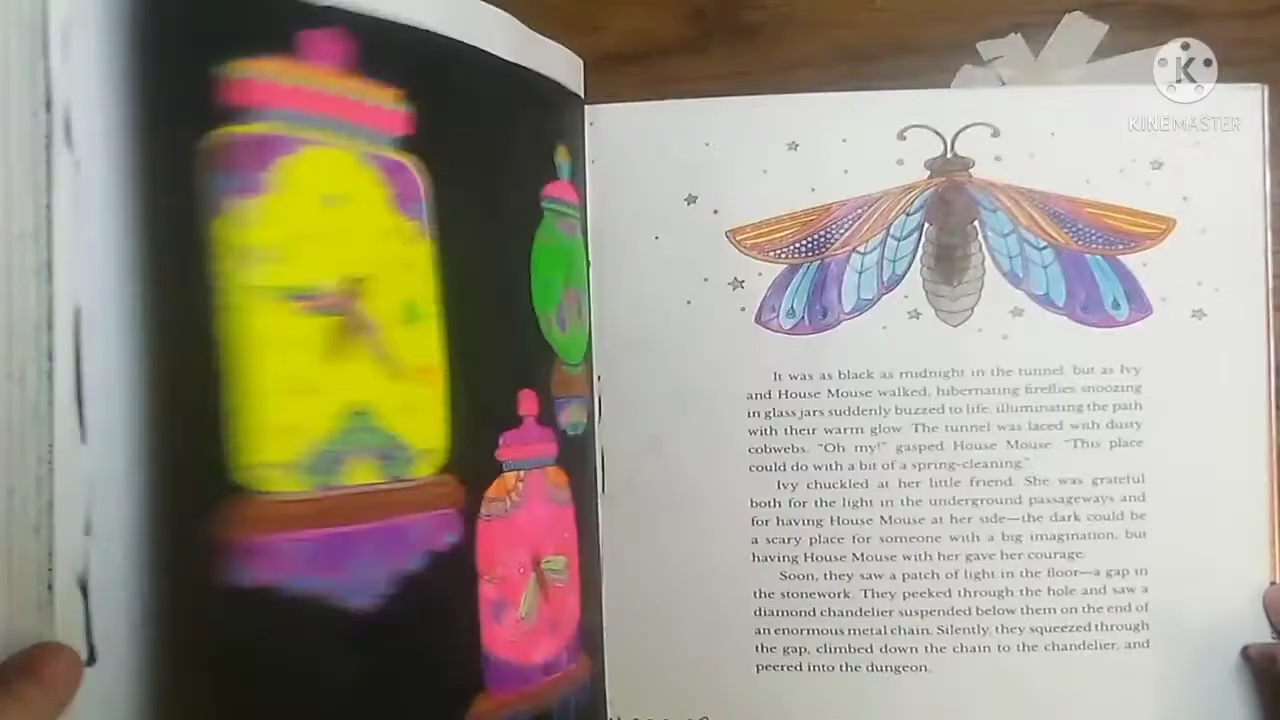 KINEMASTER
It was as black as midnight in the tunnel, but as Ivy
and House Mouse walked, hibernating fireflies snoozing
in glass jars suddenly buzzed to life, illuminating the path
with their warm glow. The tunnel was laced with dusty
cobwebs. “Oh my!” gasped House Mouse. “This place
could do with a bit of a spring-cleaning.”
Ivy chuckled at her little friend. She was grateful
both for the light in the underground passageways and
for having House Mouse at her side—the dark could be
a scary place for someone with a big imagination, but
having House Mouse with her gave her courage.
Soon, they saw a patch of light in the floor—a gap in
the stonework. They peeked through the hole and saw a
diamond chandelier suspended below them on the end of
an enormous metal chain. Silently, they squeezed through
the gap, climbed down the chain to the chandelier, and
peered into the dungeon.